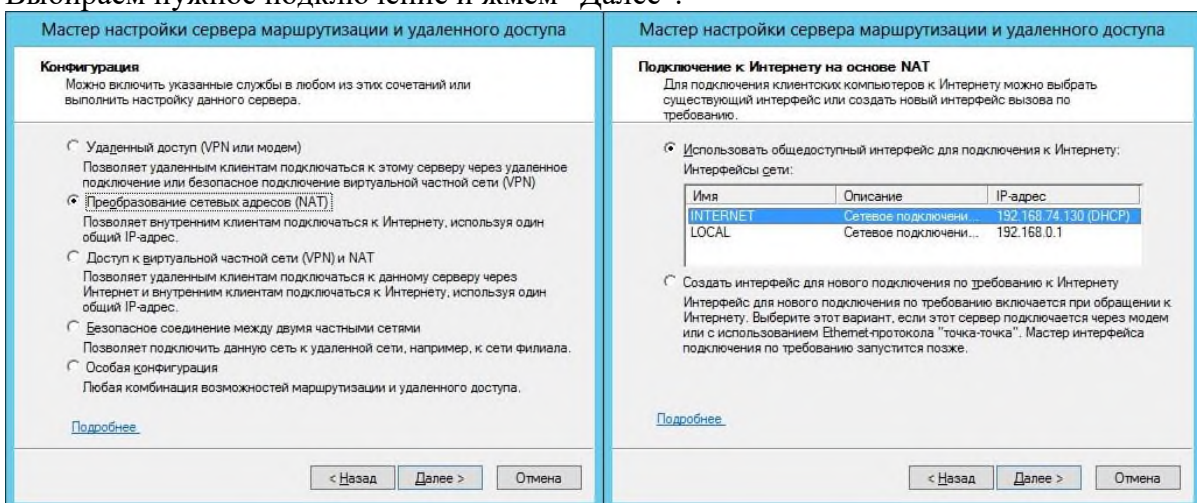 Выбираем нужное подключение и жмем "Далее".
Мастер настройки сервера маршрутизации и удаленного доступа
Конфигурация
Можно включить указанные службы в любом из этих сочетаний или
выполнить настройку данного сервера.
Удаленный доступ (VPN или модем)
Позволяет удаленным клиентам подключаться к этому серверу через удаленное
подключение или безопасное подключение виртуальной частной сети (VPN)
Преобразование сетевых адресов (NAT)
Позволяет внутренним клиентам подключаться к Интернету, используя один
общий IP-адрес.
Доступ к виртуальной частной сети (VPN) и NAT
Позволяет удаленным клиентам подключаться к данному серверу через
Интернет и внутренним клиентам подключаться к Интернету, используя один
общий IP-адрес.
Безопасное соединение между двумя частными сетями
Позволяет подключить данную сеть к удаленной сети, например, к сети филиала.
Особая конфигурация
Любая комбинация возможностей маршрутизации и удаленного доступа.
Подробнее
< Назад Далее > Отмена
Мастер настройки сервера маршрутизации и удаленного доступа
Подключение к Интернету на основе NAT
Для подключения клиентских компьютеров к Интернету можно выбрать
существующий интерфейс или создать новый интерфейс вызова по
требованию.
Использовать общедоступный интерфейс для подключения к Интернету:
Интерфейсы сети:
Имя Описание IP-адрес
INTERNET Сетевое подключени... 192.168.74.130 (DHCP)
LOCAL Сетевое подключени... 192.168.0.1
Создать интерфейс для нового подключения по требованию к Интернету
Интерфейс для нового подключения по требованию включается при обращении к
Интернету. Выберите этот вариант, если этот сервер подключается через модем
или с использованием Ethernet-протокола "точка-точка". Мастер интерфейса
подключения по требованию запустится позже.
Подробнее
< Назад Далее > Отмена